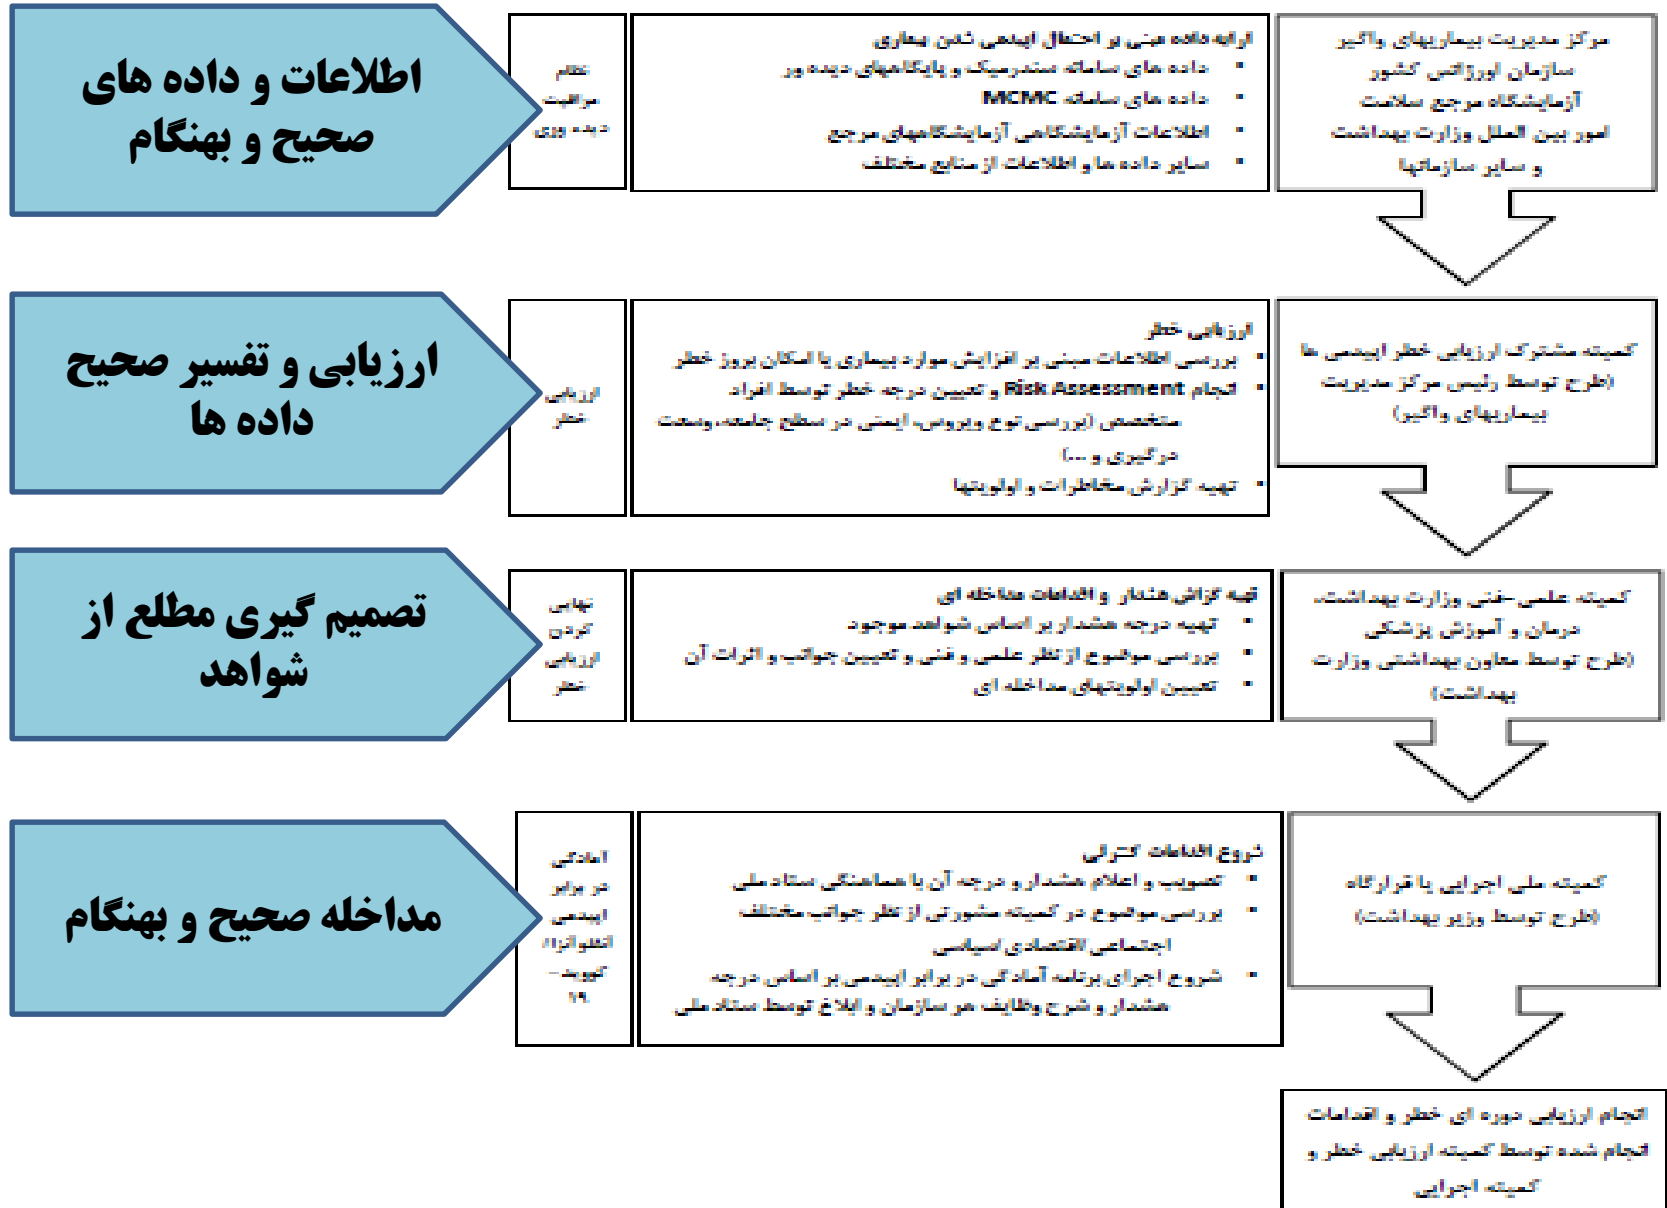 مرکز مدیریت بیماریهای واگیر
سازمان اورژانس کشور
آزمایشگاه مرجع سلامت
امور بین الملل وزارت بهداشت
و سایر سازمانها
ارایه داده مبنی بر احتمال اپیدمی شدن بیماری
▪ داده های سامانه سندرمیک و پایگاههای دیده ور
▪ داده های سامانه MCMC
▪ اطلاعات آزمایشگاهی آزمایشگاههای مرجع
▪ سایر داده ها و اطلاعات از منابع مختلف
نظام
مراقبت
دیده وری
اطلاعات و داده های
صحیح و بهنگام
کمیته مشترک ارزیابی خطر اپیدمی ها
(طرح توسط رئیس مرکز مدیریت
بیماریهای واگیر)
ارزیابی خطر
• بررسی اطلاعات مبنی بر افزایش موارد بیماری یا امکان بروز خطر
• انجام Risk Assessment و تعیین درجه خطر توسط افراد
متخصص (بررسی نوع ویروس، ایمنی در سطح جامعه، وسعت
درگیری و ...)
• تهیه گزارش مخاطرات و اولویتها
ارزیابی
خطر
ارزیابی و تفسیر صحیح
داده ها
کمیته علمی -فنی وزارت بهداشت،
درمان و آموزش پزشکی
(طرح توسط معاون بهداشتی وزارت
بهداشت)
تهیه گزاش هشدار و اقدامات مداخله ای
▪ تهیه درجه هشدار بر اساس شواهد موجود
▪ بررسی موضوع از نظر علمی و فنی و تعیین جوانب و اثرات آن
▪ تعیین اولویتهای مداخله ای
نهایی
کردن
ارزیابی
خطر
تصمیم گیری مطلع از
شواهد
کمیته ملی اجرایی یا قرارگاه
(طرح توسط وزیر بهداشت)
شروع اقدامات کنترلی
▪ تصویب و اعلام هشدار و درجه آن با هماهنگی ستاد ملی
▪ بررسی موضوع در کمیته مشورتی از نظر جوانب مختلف
اجتماعی /اقتصادی /سیاسی
▪ شروع اجرای برنامه آمادگی در برابر اپیدمی بر اساس درجه
هشدار و شرح وظایف هر سازمان و ابلاغ توسط ستاد ملی
آمادگی
در برابر
اپیدمی
آنفلوانزا/
کووید –
۱۹
مداخله صحیح و بهنگام
انجام ارزیابی دوره ای خطر و اقدامات
انجام شده توسط کمیته ارزیابی خطر و
کمیته اجرایی